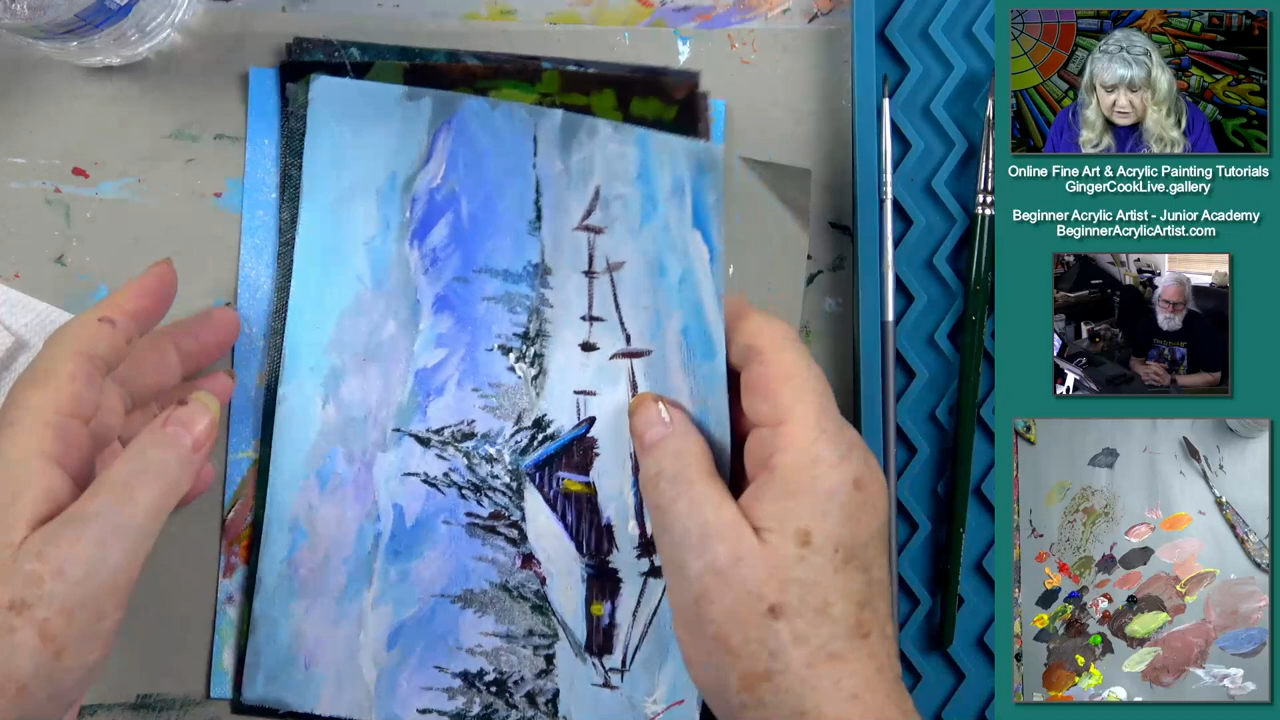 Online Fine Art & Acrylic Painting Tutorials
GingerCookLive.gallery
Beginner Acrylic Artist - Junior Academy
BeginnerAcrylicArtist.com